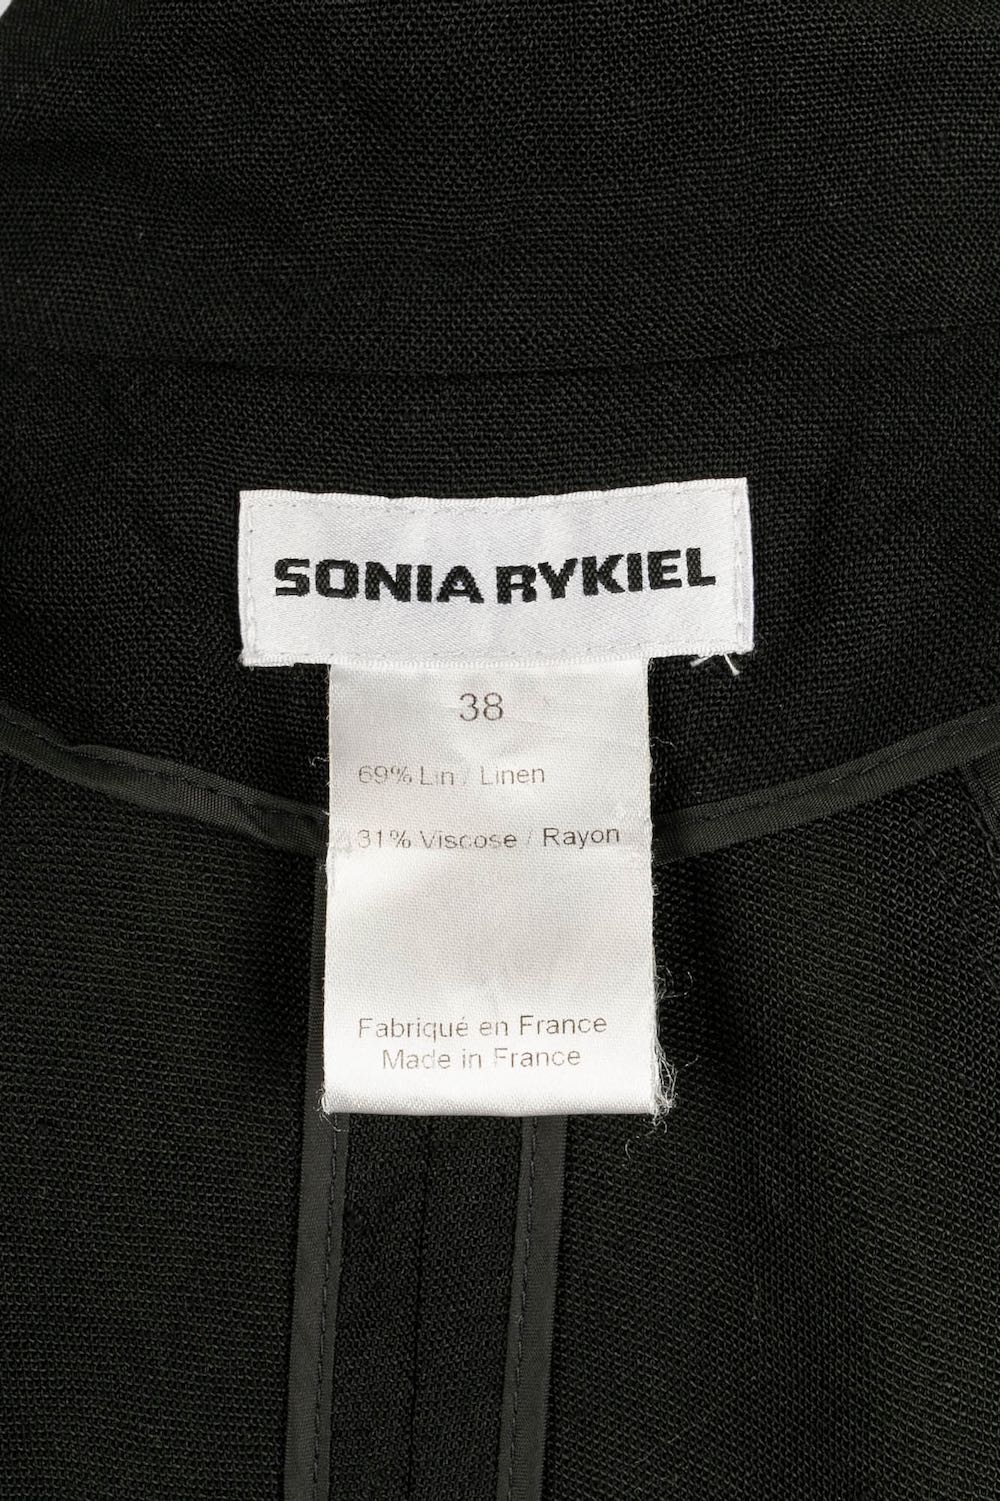 SONIA RYKIEL
38
69% Lin / Linen
31% Viscose / Rayon
Fabriqué en France
Made in France